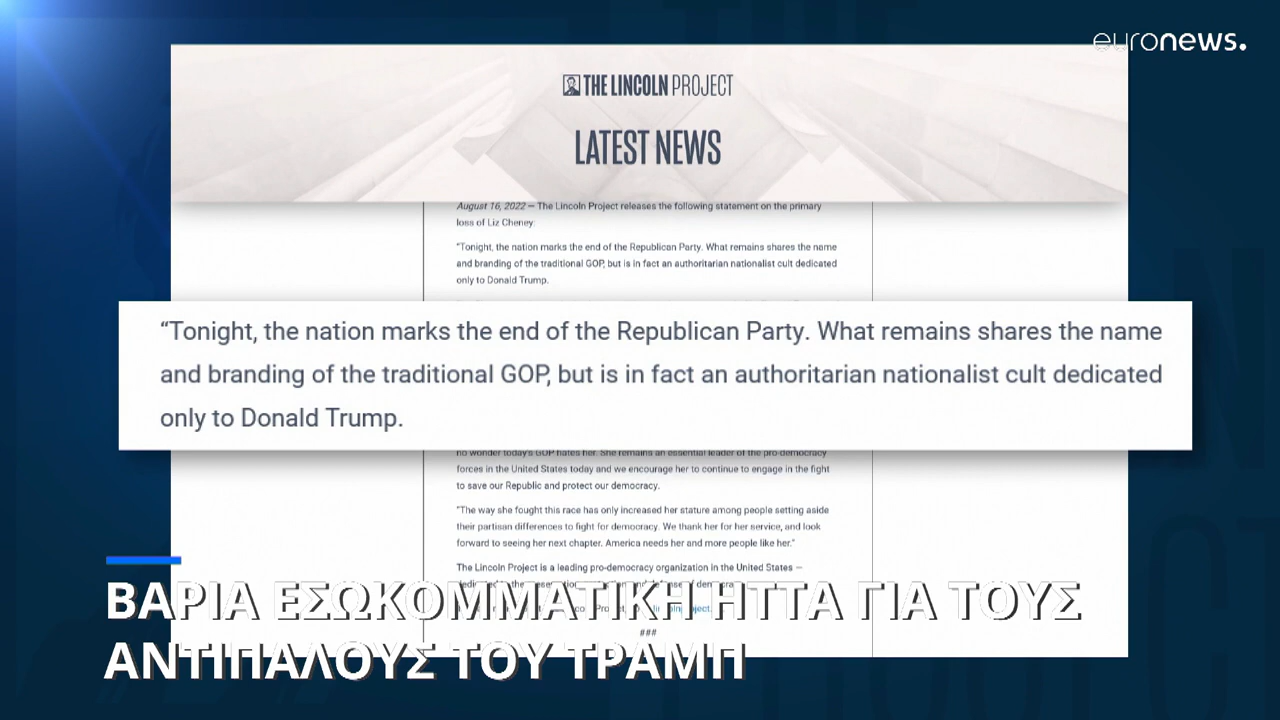 euronews.
THE LINCOLN PROJECT
LATEST NEWS
August 16, 2022 — The Lincoln Project releases the following statement on the primary
loss of Liz Cheney:
“Tonight, the nation marks the end of the Republican Party. What remains shares the name
and branding of the traditional GOP, but is in fact an authoritarian nationalist cult dedicated
only to Donald Trump.
“Tonight, the nation marks the end of the Republican Party. What remains shares the name
and branding of the traditional GOP, but is in fact an authoritarian nationalist cult dedicated
only to Donald Trump.
no wonder today's GOP hates her. She remains an essential leader of the pro-democracy
forces in the United States today and we encourage her to continue to engage in the fight
to save our Republic and protect our democracy.
“The way she fought this race has only increased her stature among people setting aside
their partisan differences to fight for democracy. We thank her for her service, and look
forward to seeing her next chapter. America needs her and more people like her.”
The Lincoln Project is a leading pro-democracy organization in the United States —
###
ΒΑΡΙΑ ΕΣΩΚΟΜΜΑΤΙΚΗ ΗΤΤΑ ΓΙΑ ΤΟΥΣ
ΑΝΤΙΠΑΛΟΥΣ ΤΟΥ ΤΡΑΜΠ